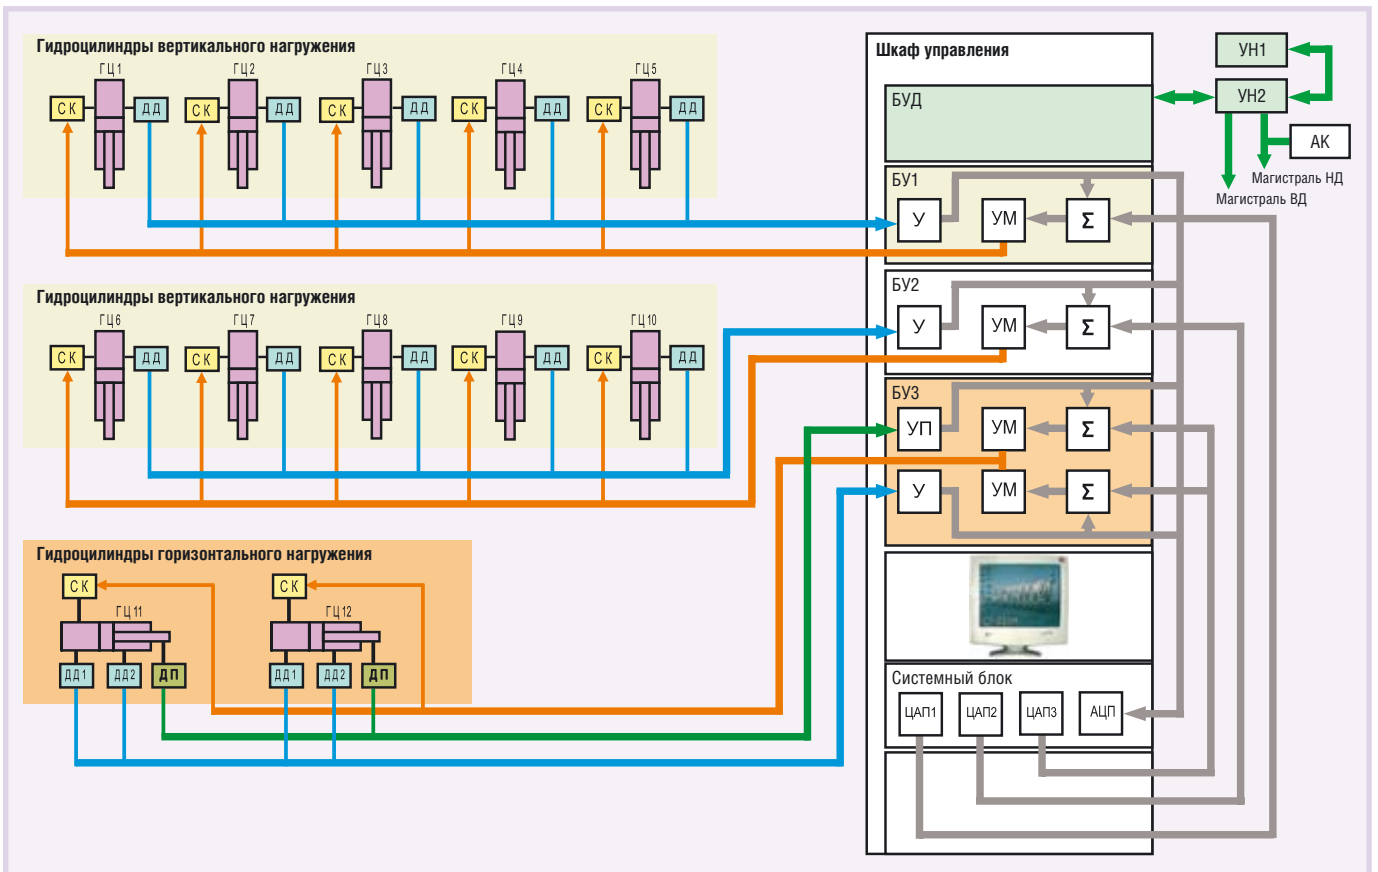 Гидроцилиндры вертикального нагружения
ГЦ1 ГЦ2 ГЦ3 ГЦ4 ГЦ5
СК ДД СК ДД СК ДД СК ДД СК ДД
Гидроцилиндры вертикального нагружения
ГЦ6 ГЦ7 ГЦ8 ГЦ9 ГЦ10
СК ДД СК ДД СК ДД СК ДД СК ДД
Гидроцилиндры горизонтального нагружения
СК СК
ГЦ11 ГЦ12
ДД1 ДД2 ДП ДД1 ДД2 ДП
Шкаф управления
БУД
БУ1
У УМ Σ
БУ2
У УМ Σ
БУ3
УП УМ Σ
У УМ Σ
Системный блок
ЦАП1 ЦАП2 ЦАП3 АЦП
УН1
УН2
АК
Магистраль НД
Магистраль ВД